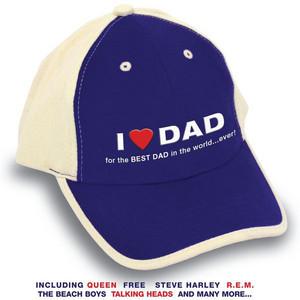 I ❤ DAD
for the BEST DAD in the world...ever!
INCLUDING QUEEN FREE STEVE HARLEY R.E.M.
THE BEACH BOYS TALKING HEADS AND MANY MORE...